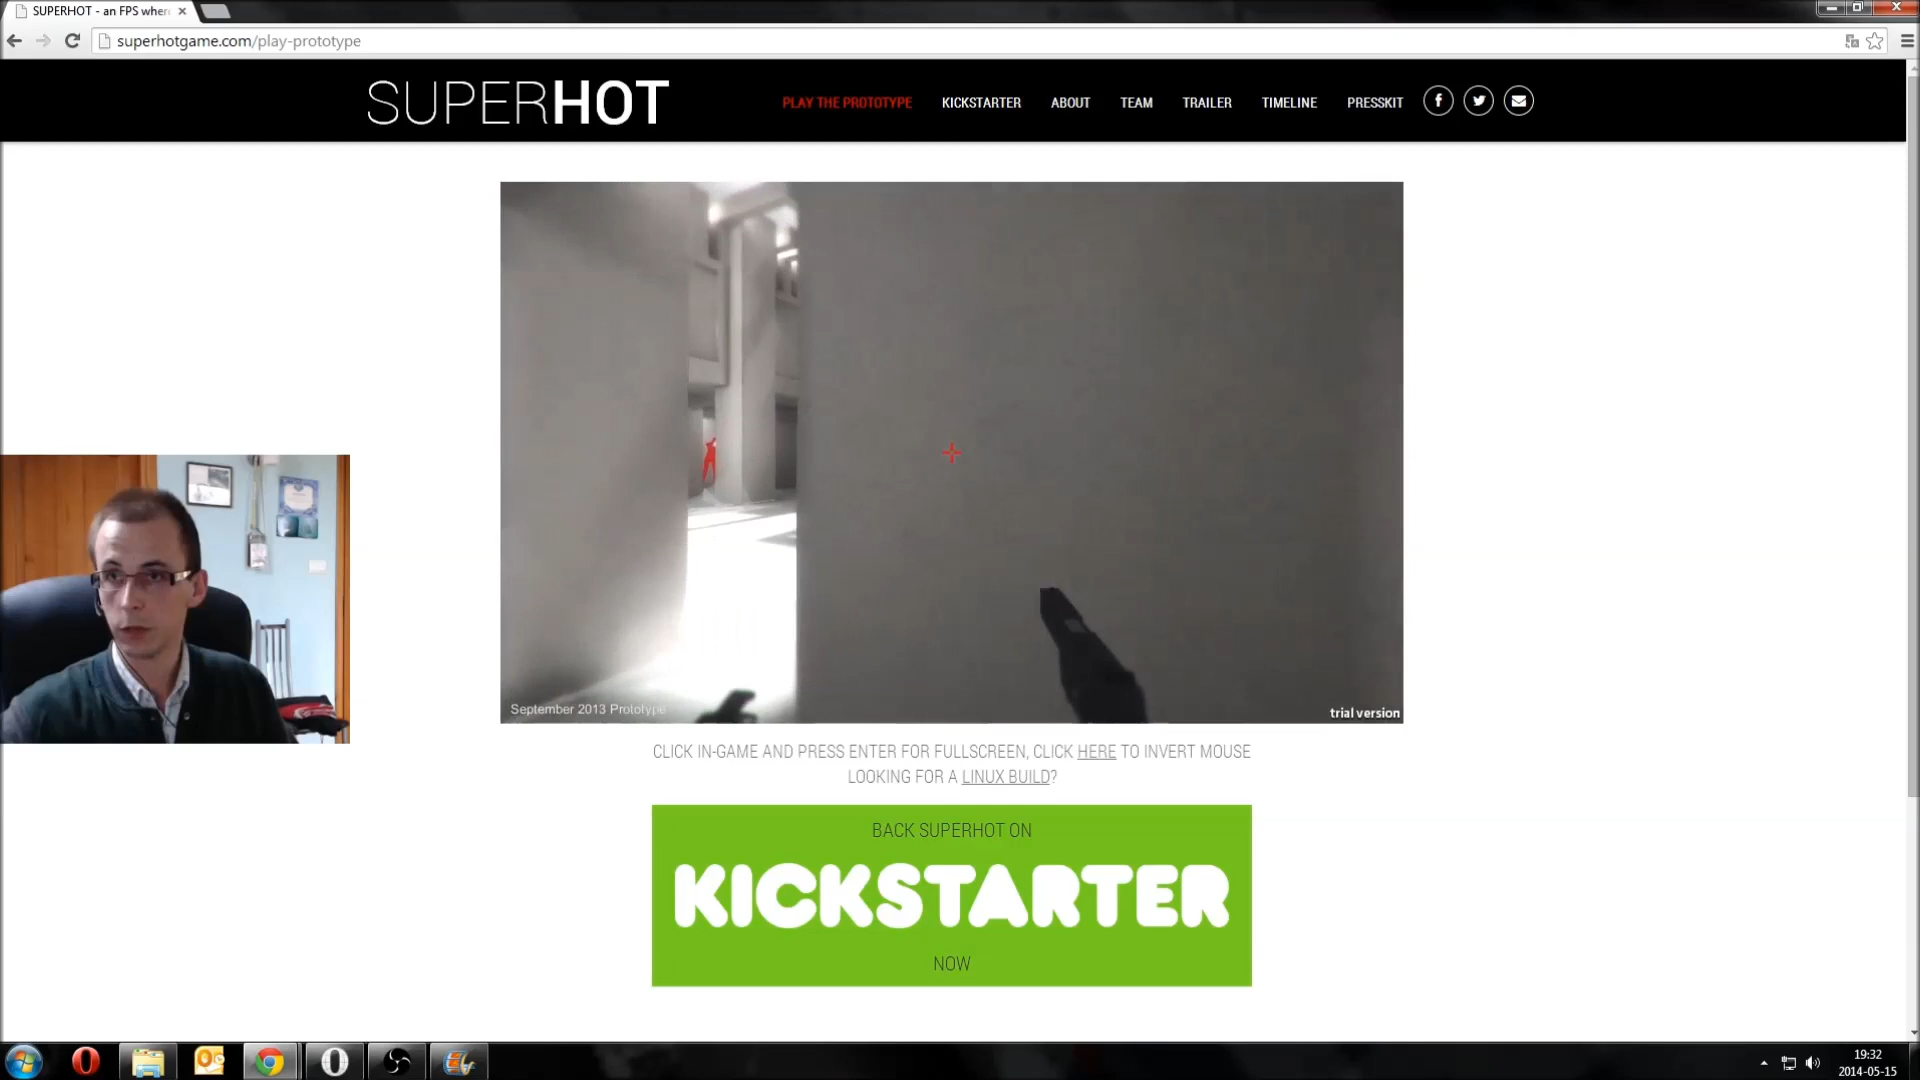 SUPERHOT - an FPS wher
superhotgame.com/play-prototype
SUPERHOT
PLAY THE PROTOTYPE
KICKSTARTER
ABOUT
TEAM
TRAILER
TIMELINE
PRESSKIT
September 2013 Prototype
trial version
CLICK IN-GAME AND PRESS ENTER FOR FULLSCREEN, CLICK HERE TO INVERT MOUSE
LOOKING FOR A LINUX BUILD?
BACK SUPERHOT ON
KICKSTARTER
NOW
19:32
2014-05-15